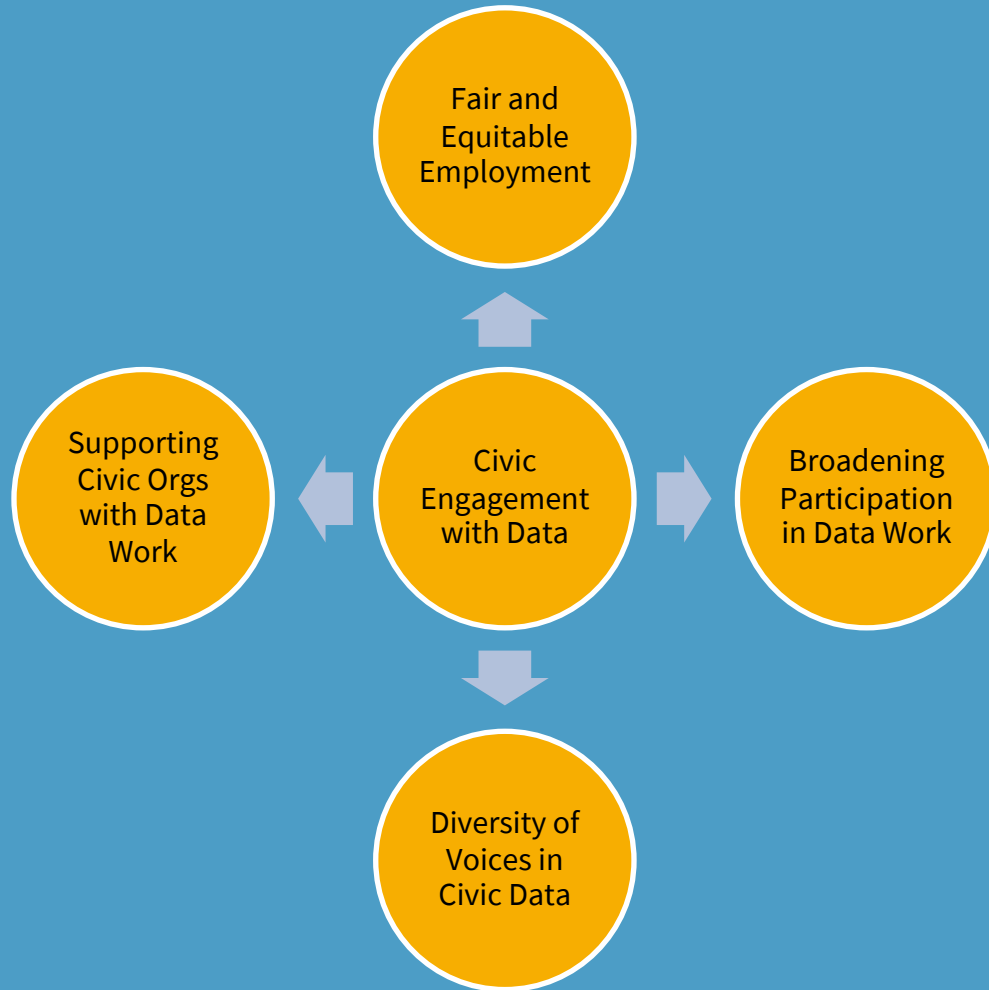 Fair and
Equitable
Employment
Supporting
Civic Orgs
with Data
Work
Civic
Engagement
with Data
Broadening
Participation
in Data Work
Diversity of
Voices in
Civic Data